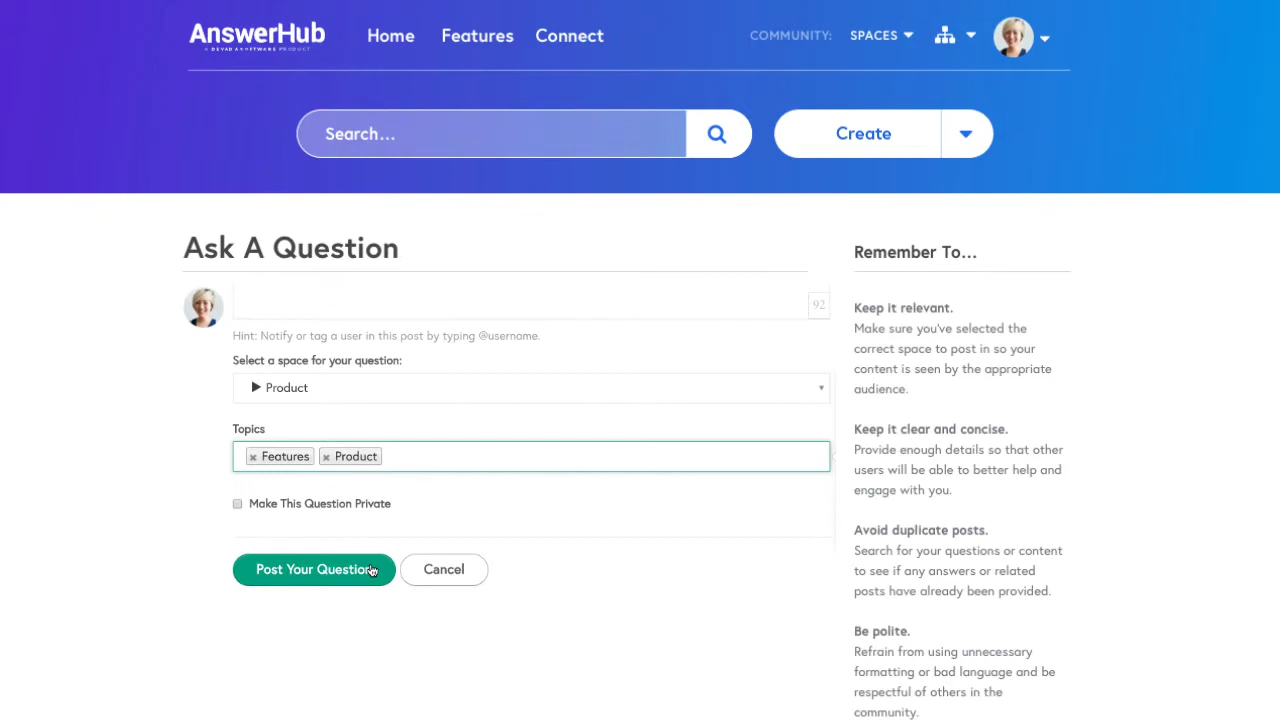 AnswerHub
A DEVADA SOFTWARE PRODUCT
Home Features Connect
COMMUNITY: SPACES
Search...
Create
Ask A Question
92
Hint: Notify or tag a user in this post by typing @username.
Select a space for your question:
Product
Topics
Features Product
Make This Question Private
Post Your Question Cancel
Remember To...
Keep it relevant.
Make sure you've selected the
correct space to post in so your
content is seen by the appropriate
audience.
Keep it clear and concise.
Provide enough details so that other
users will be able to better help and
engage with you.
Avoid duplicate posts.
Search for your questions or content
to see if any answers or related
posts have already been provided.
Be polite.
Refrain from using unnecessary
formatting or bad language and be
respectful of others in the
community.